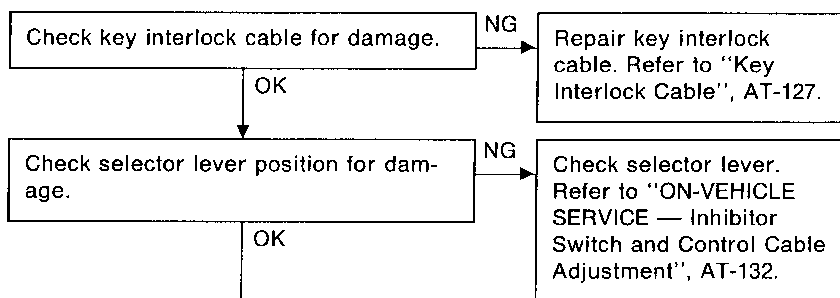 Check key interlock cable for damage.
NG
Repair key interlock
cable. Refer to “Key
Interlock Cable”, AT-127.
OK
Check selector lever position for dam-
age.
NG
Check selector lever.
Refer to “ON-VEHICLE
SERVICE — Inhibitor
Switch and Control Cable
Adjustment”, AT-132.
OK